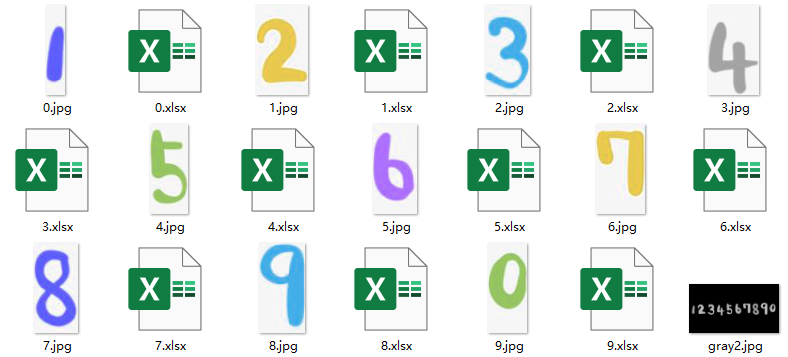 1 X 2 X 3 X 4
0.jpg 0.xlsx 1.jpg 1.xlsx 2.jpg 2.xlsx 3.jpg
X 5 X 6 X 7 X
3.xlsx 4.jpg 4.xlsx 5.jpg 5.xlsx 6.jpg 6.xlsx
8 X 9 X 0 X 1234567890
7.jpg 7.xlsx 8.jpg 8.xlsx 9.jpg 9.xlsx gray2.jpg